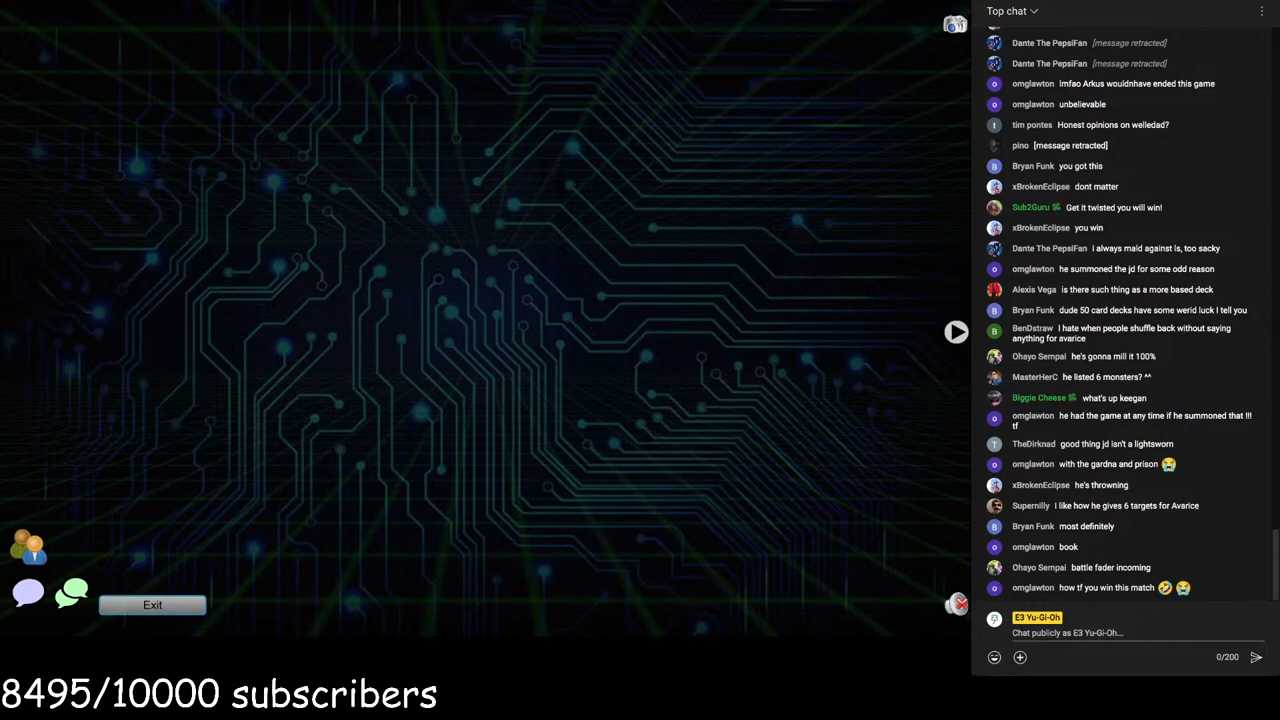 Top chat
Dante The PepsiFan [message retracted]
Dante The PepsiFan [message retracted]
omglawton lmfao Arkus wouldnhave ended this game
omglawton unbelievable
tim pontes Honest opinions on welledad?
pino [message retracted]
Bryan Funk you got this
xBrokenEclipse dont matter
Sub2Guru Get it twisted you will win!
xBrokenEclipse you win
Dante The PepsiFan i always mald against ls, too sacky
omglawton he summoned the jd for some odd reason
Alexis Vega is there such thing as a more based deck
Bryan Funk dude 50 card decks have some werid luck I tell you
BenDstraw I hate when people shuffle back without saying
anything for avarice
Ohayo Sempai he's gonna mill it 100%
MasterHerC he listed 6 monsters? ^^
Biggie Cheese what's up keegan
omglawton he had the game at any time if he summoned that !!!
tf
TheDirknad good thing jd isn't a lightsworn
omglawton with the gardna and prison 😭
xBrokenEclipse he's throwing
Supernilly I like how he gives 6 targets for Avarice
Bryan Funk most definitely
omglawton book
Ohayo Sempai battle fader incoming
omglawton how tf you win this match 🤣 😭
E3 Yu-Gi-Oh
Chat publicly as E3 Yu-Gi-Oh...
0/200
Exit
8495/10000 subscribers